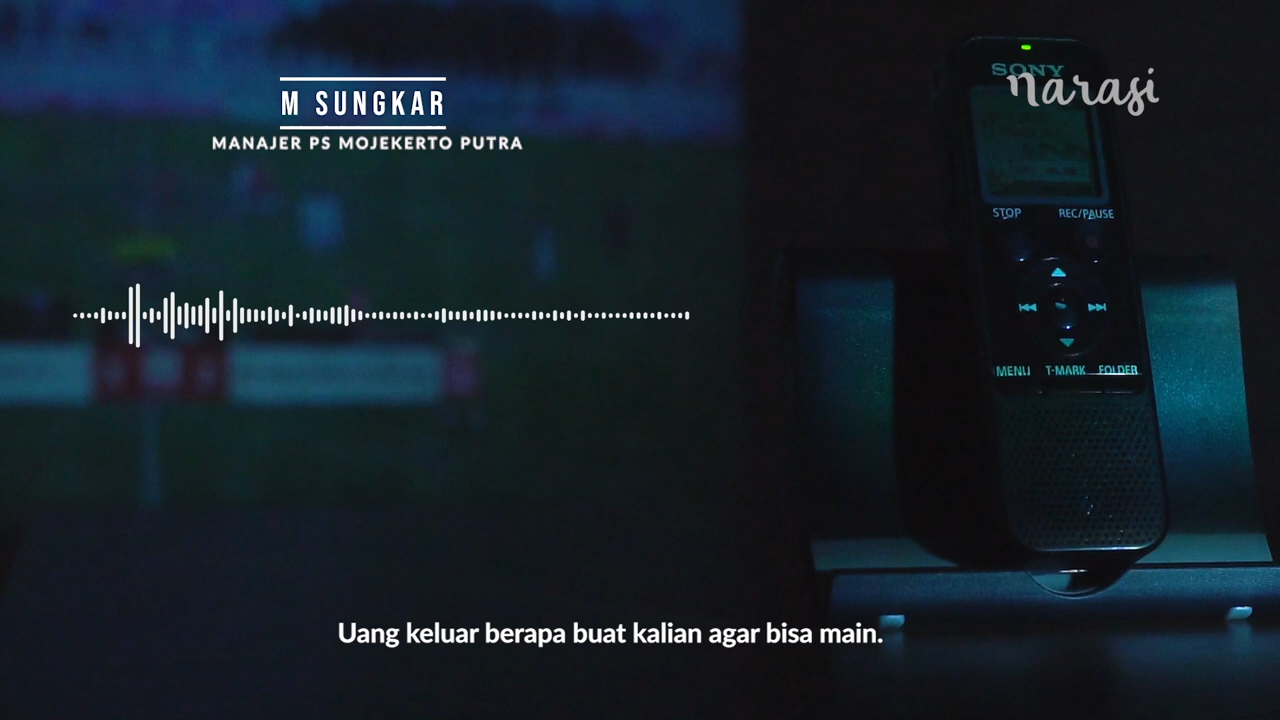 M SUNGKAR
MANAJER PS MOJEKERTO PUTRA
SONY
narasi
STOP
REC/PAUSE
MENU
T-MARK
FOLDER
Uang keluar berapa buat kalian agar bisa main.